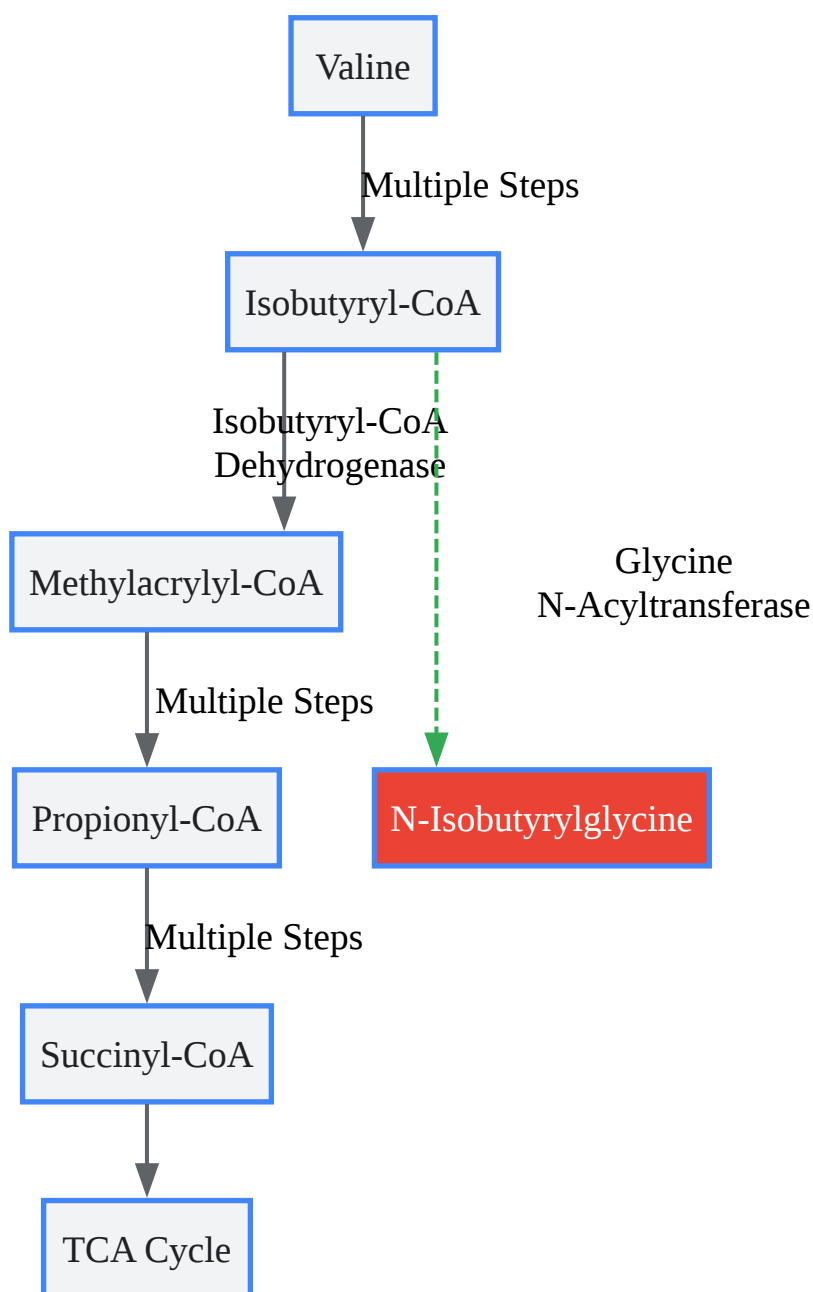 Valine
Multiple Steps
Isobutyryl-CoA
Isobutyryl-CoA
Dehydrogenase
Methylacrylyl-CoA
Glycine
N-Acyltransferase
Multiple Steps
Propionyl-CoA
N-Isobutyrylglycine
Multiple Steps
Succinyl-CoA
TCA Cycle